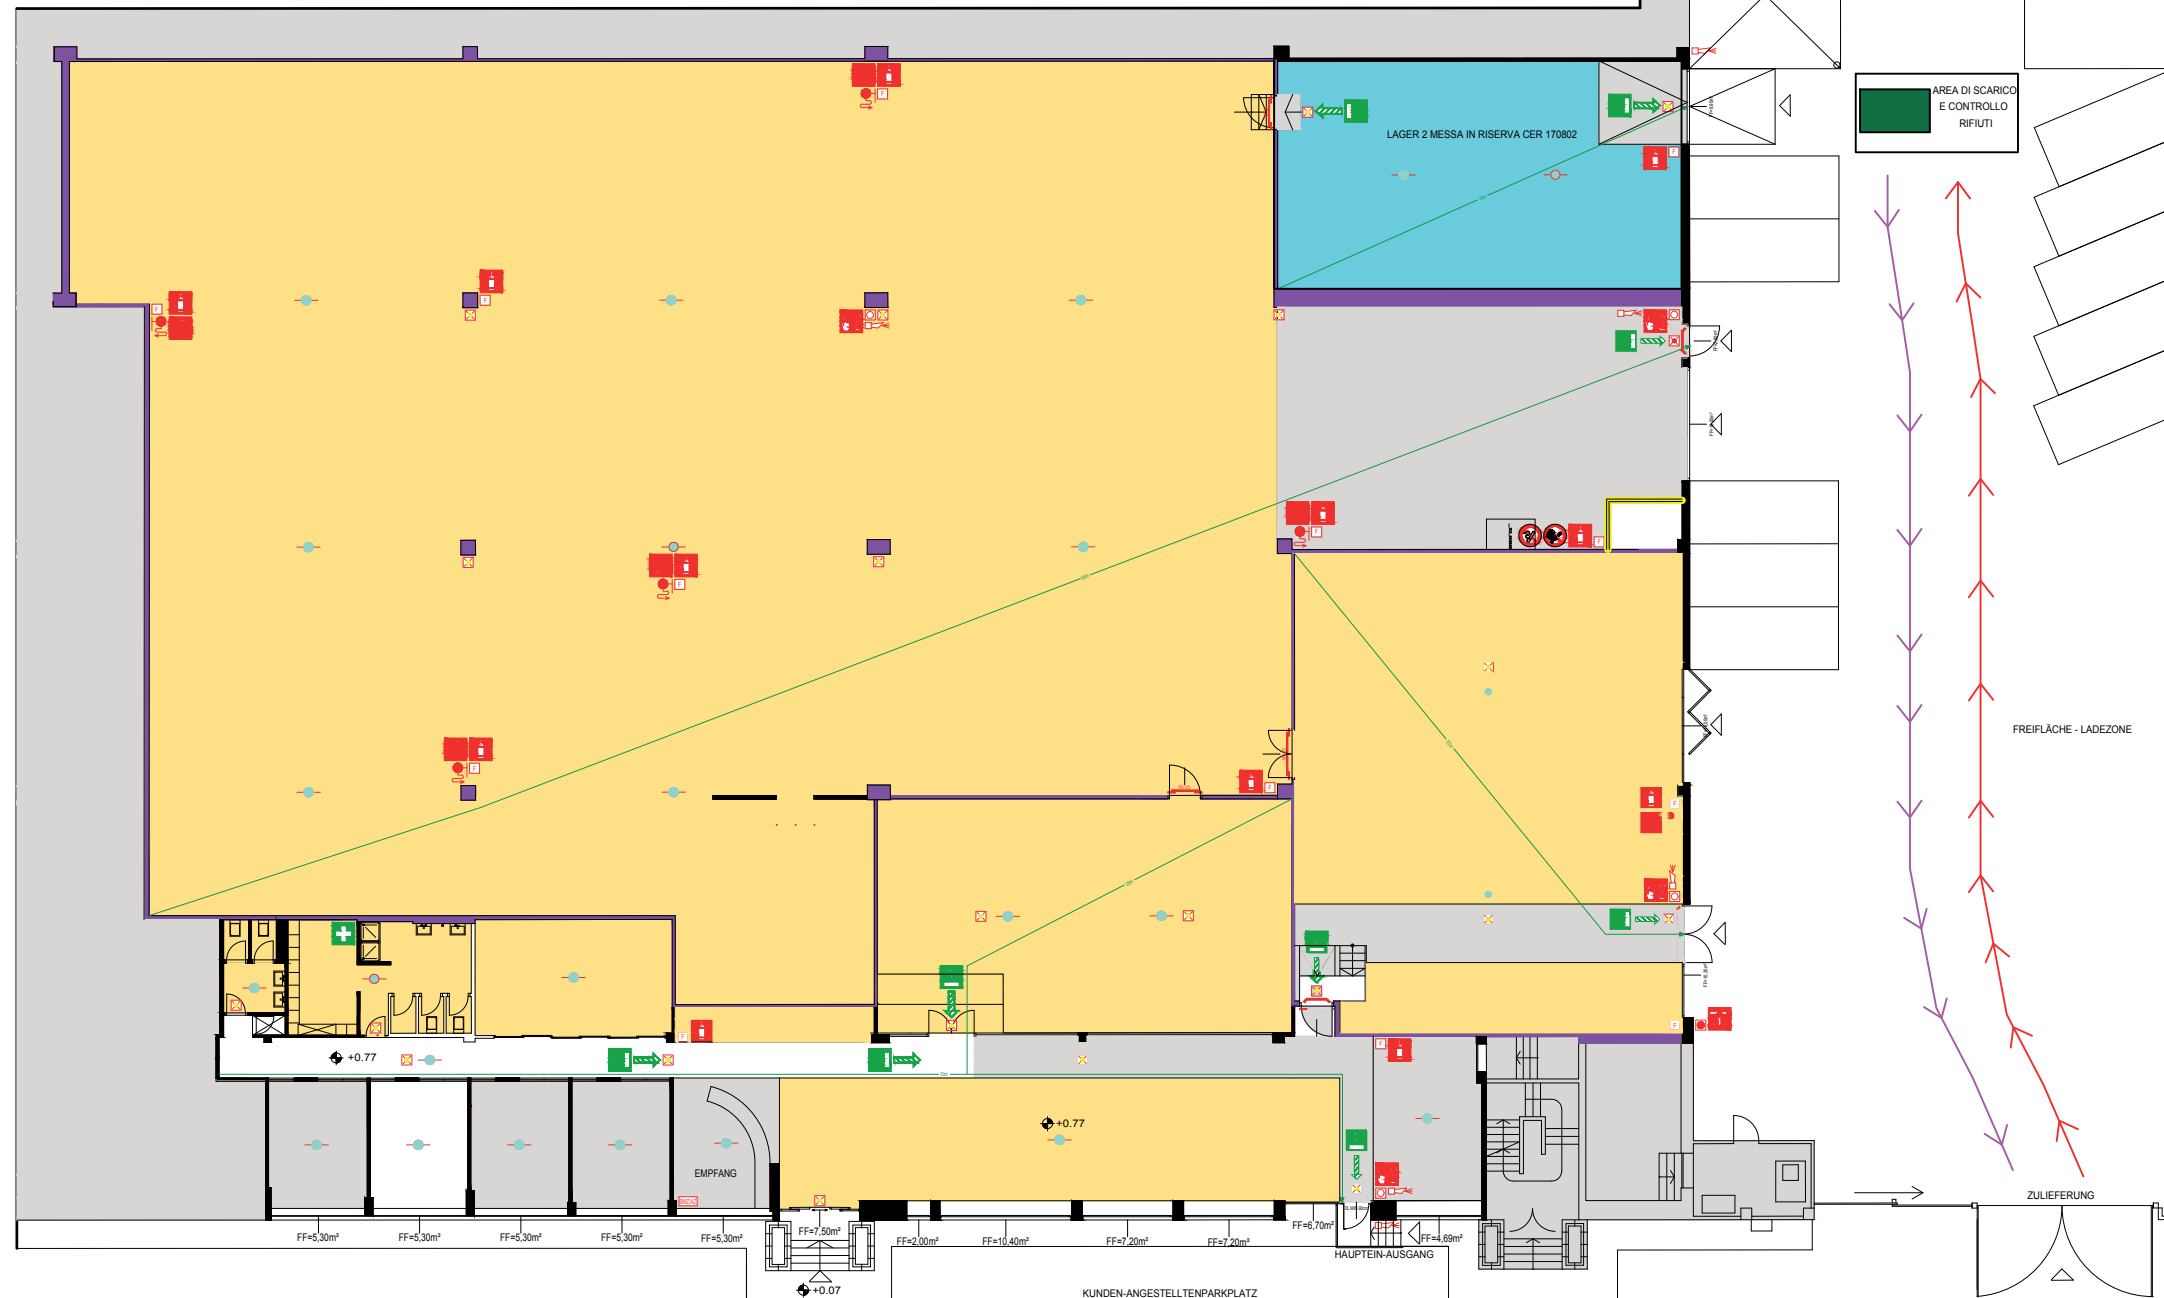 AREA DI SCARICO
E CONTROLLO
RIFIUTI
LAGER 2 MESSA IN RISERVA CER 170802
FREIFLÄCHE - LADEZONE
+0.77
+0.77
EMPFANG
ZULIEFERUNG
FF=5,30m²
FF=5,30m²
FF=5,30m²
FF=5,30m²
FF=5,30m²
FF=7,50m²
FF=2,00m²
FF=10,40m²
FF=7,20m²
FF=7,20m²
FF=6,70m²
FF=4,69m²
HAUPTEIN-AUSGANG
+0.07
KUNDEN-ANGESTELLTENPARKPLATZ